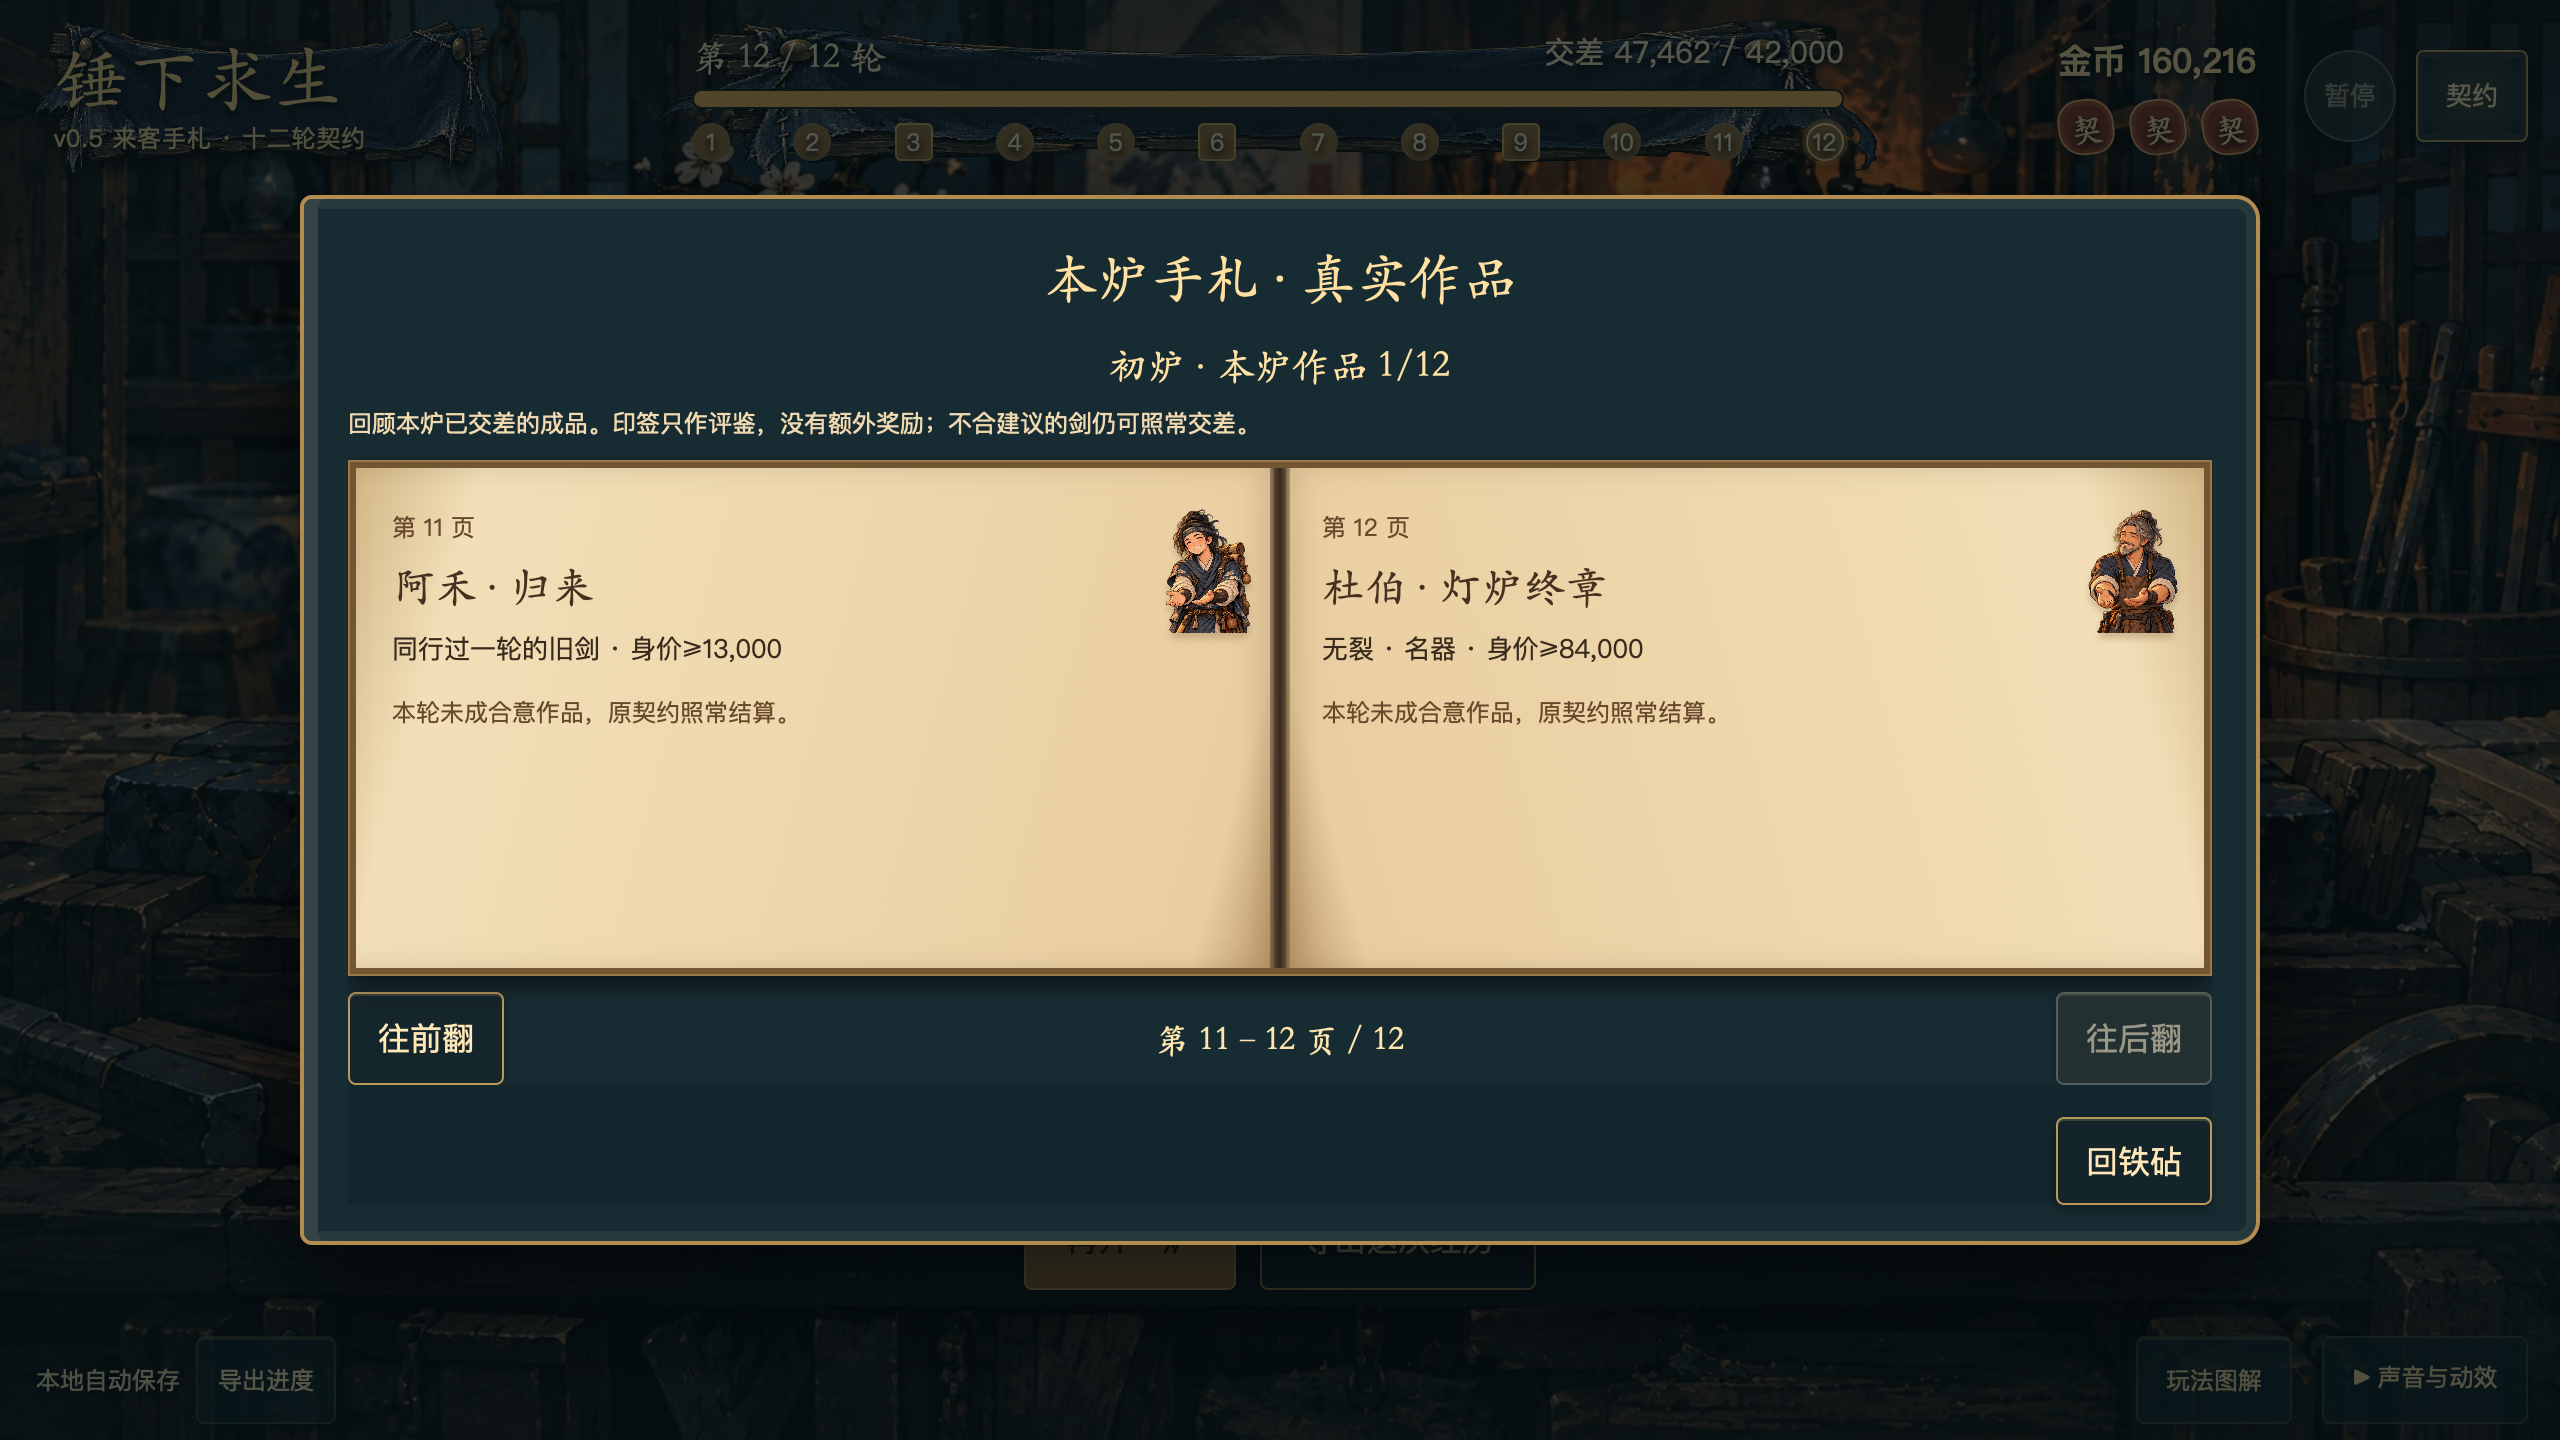 锤下求生
v0.5 来客手札 · 十二轮契约
第 12 / 12 轮
交差 47,462 / 42,000
1 2 3 4 5 6 7 8 9 10 11 12
金币 160,216
契 契 契
暂停
契约
本炉手札 · 真实作品
初炉 · 本炉作品 1/12
回顾本炉已交差的成品。印签只作评鉴，没有额外奖励；不合建议的剑仍可照常交差。
第 11 页
阿禾 · 归来
同行过一轮的旧剑 · 身价≥13,000
本轮未成合意作品，原契约照常结算。
第 12 页
杜伯 · 灯炉终章
无裂 · 名器 · 身价≥84,000
本轮未成合意作品，原契约照常结算。
往前翻
第 11 – 12 页 / 12
往后翻
回铁砧
本地自动保存
导出进度
玩法图解
▶ 声音与动效